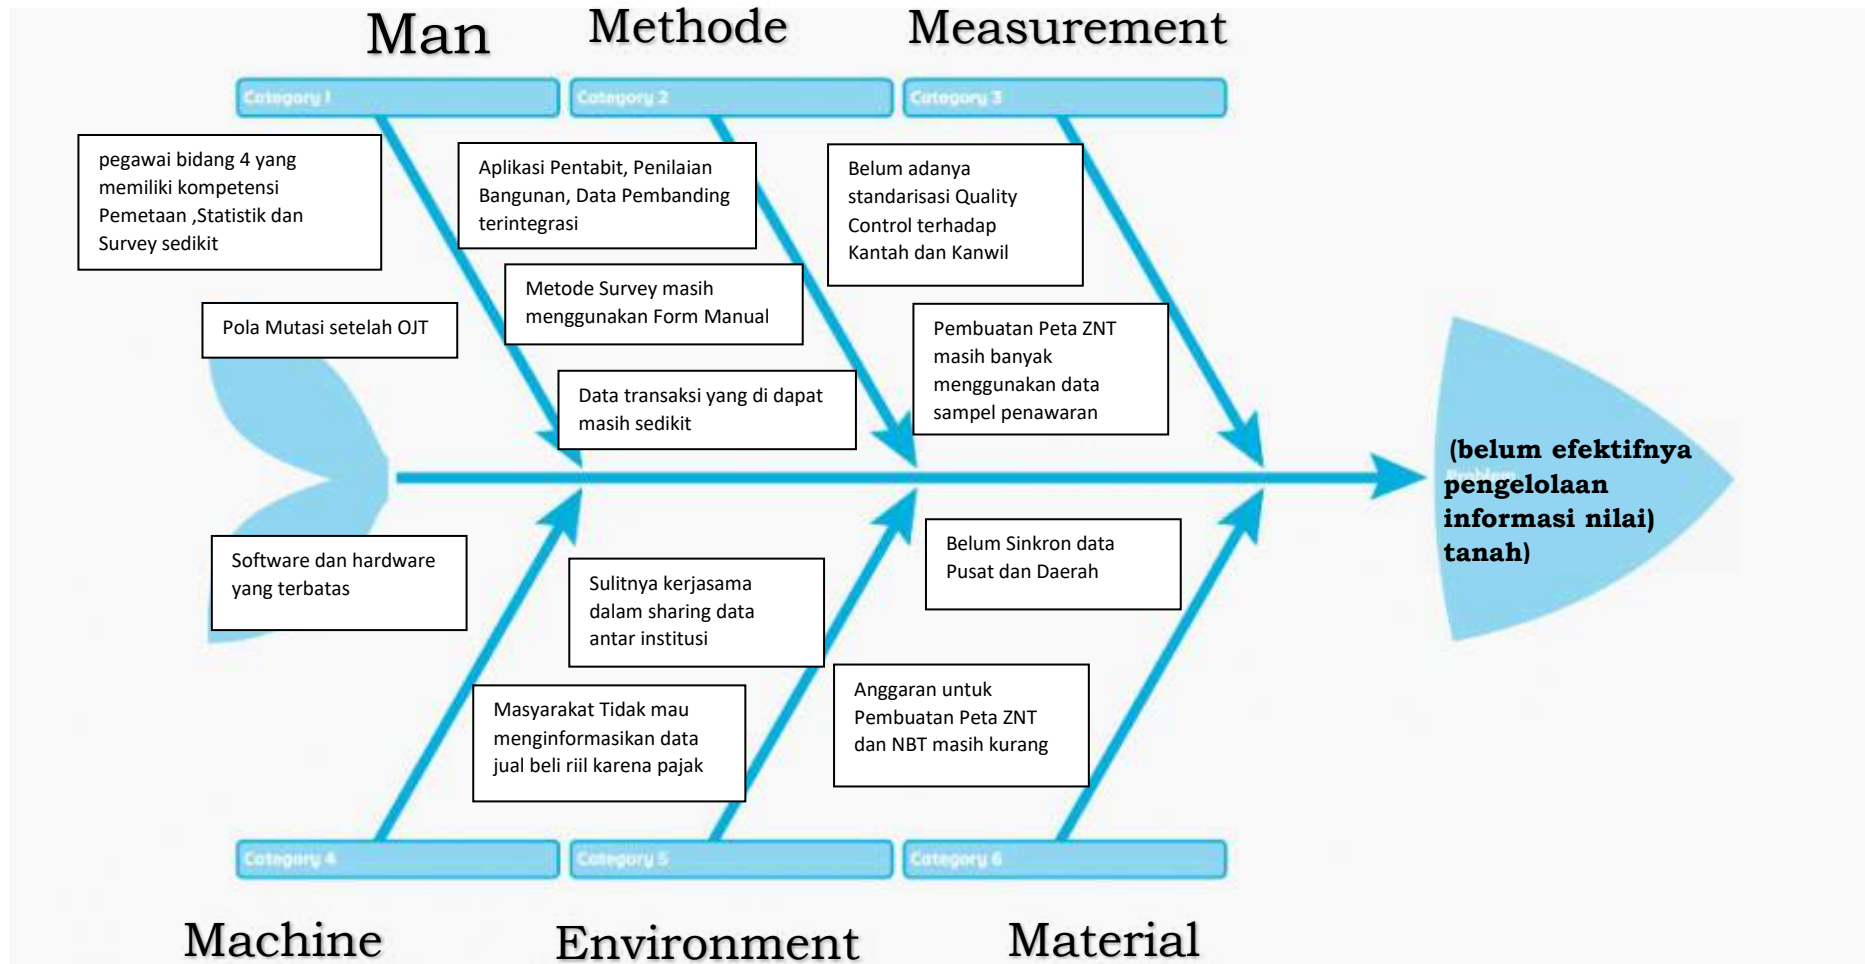 Man
Methode
Measurement
Category 1
Category 2
Category 3
pegawai bidang 4 yang
memiliki kompetensi
Pemetaan ,Statistik dan
Survey sedikit
Pola Mutasi setelah OJT
Aplikasi Pentabit, Penilaian
Bangunan, Data Pembanding
terintegrasi
Metode Survey masih
menggunakan Form Manual
Data transaksi yang di dapat
masih sedikit
Belum adanya
standarisasi Quality
Control terhadap
Kantah dan Kanwil
Pembuatan Peta ZNT
masih banyak
menggunakan data
sampel penawaran
Problem
(belum efektifnya
pengelolaan
informasi nilai)
tanah)
Software dan hardware
yang terbatas
Sulitnya kerjasama
dalam sharing data
antar institusi
Masyarakat Tidak mau
menginformasikan data
jual beli riil karena pajak
Belum Sinkron data
Pusat dan Daerah
Anggaran untuk
Pembuatan Peta ZNT
dan NBT masih kurang
Category 4
Category 5
Category 6
Machine
Environment
Material